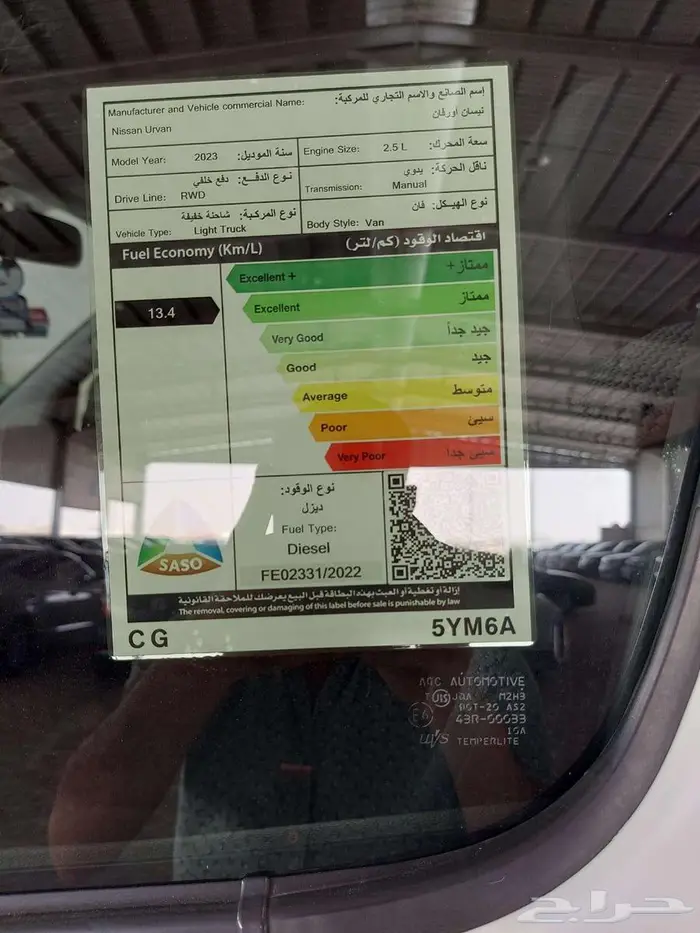 Manufacturer and Vehicle commercial Name: إسم الصانع والاسم التجاري للمركبة:
Nissan Urvan نيسان اورفان
Model Year: 2023 سنة الموديل:
Engine Size: 2.5 L سعة المحرك:
Drive Line: RWD نوع الدفع: دفع خلفي
Transmission: Manual ناقل الحركة: يدوي
Vehicle Type: Light Truck نوع المركبة: شاحنة خفيفة
Body Style: Van نوع الهيكل: فان
Fuel Economy (Km/L) اقتصاد الوقود (كم/لتر)
Excellent + ممتاز+
13.4
Excellent ممتاز
Very Good جيد جداً
Good جيد
Average متوسط
Poor سيئ
Very Poor سيئ جداً
نوع الوقود:
ديزل
Fuel Type:
Diesel
SASO
FE02331/2022
إزالة أو تغطية أو العبث بهذه البطاقة قبل البيع يعرضك للملاحقة القانونية
The removal, covering or damaging of this label before sale is punishable by law
CG 5YM6A
AUTOMOTIVE
M2H3
AS2
43R-00033
TEMPERLITE
حراج